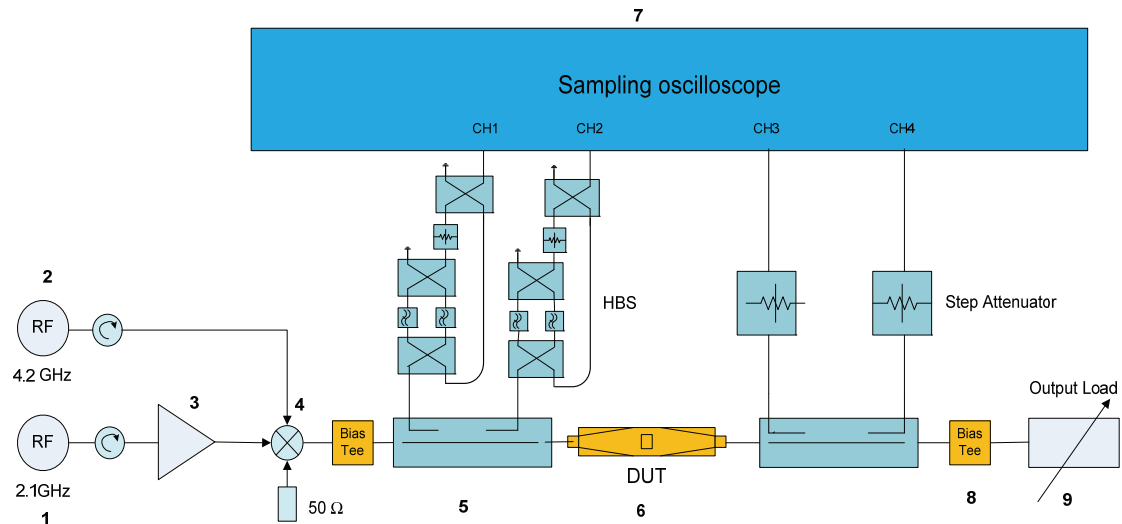 7
Sampling oscilloscope
CH1
CH2
CH3
CH4
2
RF
4.2 GHz
HBS
Step Attenuator
3
4
Output Load
RF
Bias
Tee
Bias
Tee
2.1GHz
50 Ω
DUT
1
5
6
8
9